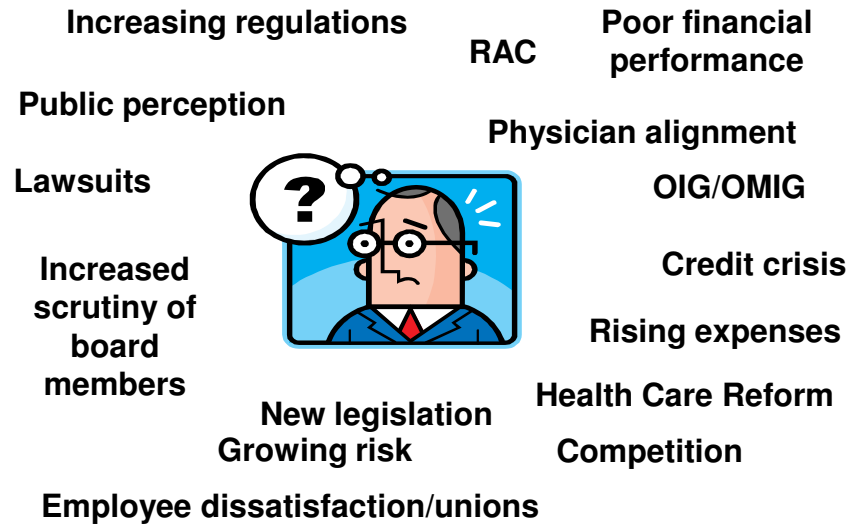 Increasing regulations
RAC
Poor financial
performance
Public perception
Physician alignment
Lawsuits
?
OIG/OMIG
Increased
scrutiny of
board
members
Credit crisis
Rising expenses
Health Care Reform
New legislation
Growing risk
Competition
Employee dissatisfaction/unions